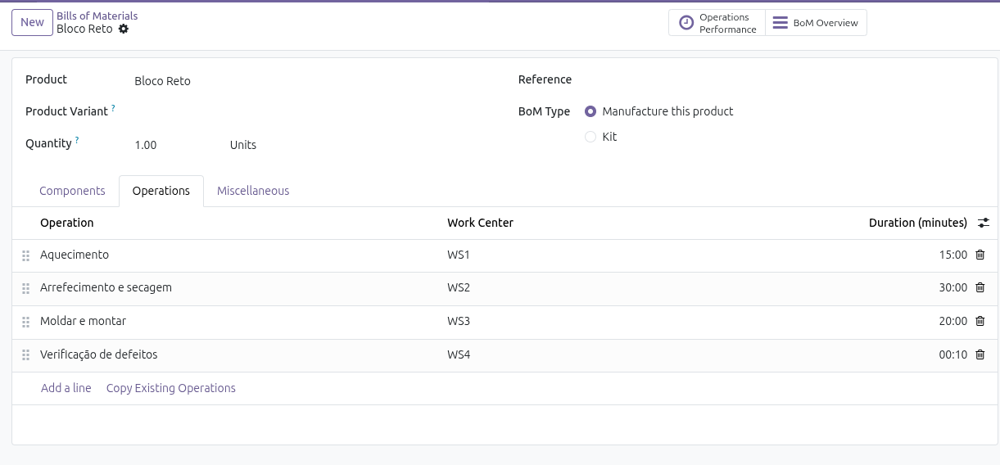 New
Bills of Materials
Bloco Reto
Operations
Performance
BoM Overview
Product Bloco Reto
Reference
Product Variant ?
BoM Type Manufacture this product
Kit
Quantity ? 1.00 Units
Components Operations Miscellaneous
Operation Work Center Duration (minutes)
Aquecimento WS1 15:00
Arrefecimento e secagem WS2 30:00
Moldar e montar WS3 20:00
Verificação de defeitos WS4 00:10
Add a line Copy Existing Operations